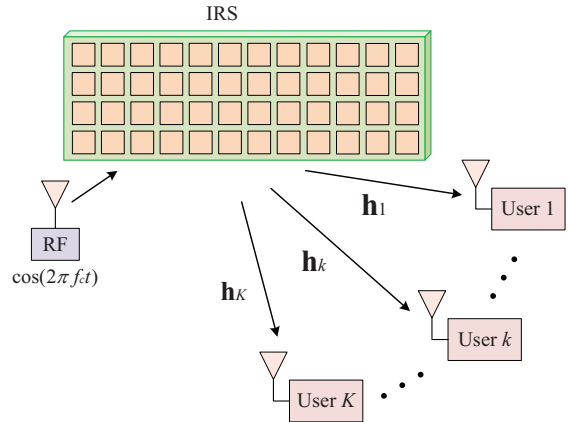 IRS
h1
User 1
RF
cos(2π fct)
hk
hK
User k
User K